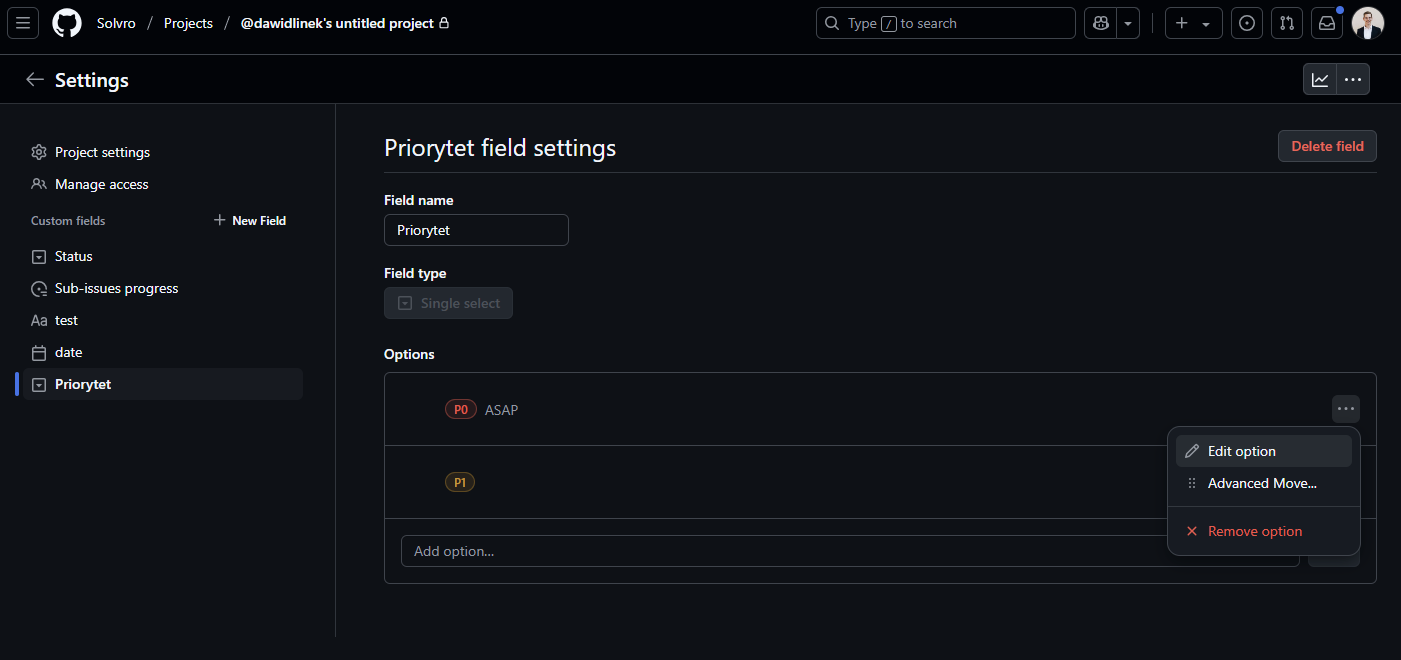 Solvro / Projects / @dawidlinek's untitled project
Type / to search
Settings
Project settings
Manage access
Custom fields
New Field
Status
Sub-issues progress
Aa test
date
Priorytet
Priorytet field settings
Delete field
Field name
Priorytet
Field type
Single select
Options
P0 ASAP
Edit option
P1
Advanced Move...
Remove option
Add option...